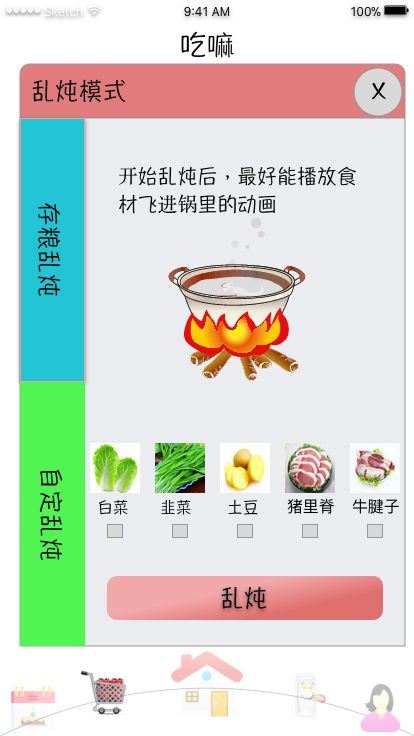 Sketch 9:41 AM 100%
吃嘛
乱炖模式 X
存粮乱炖
开始乱炖后，最好能播放食
材飞进锅里的动画
自定乱炖
白菜 韭菜 土豆 猪里脊 牛腱子
乱炖